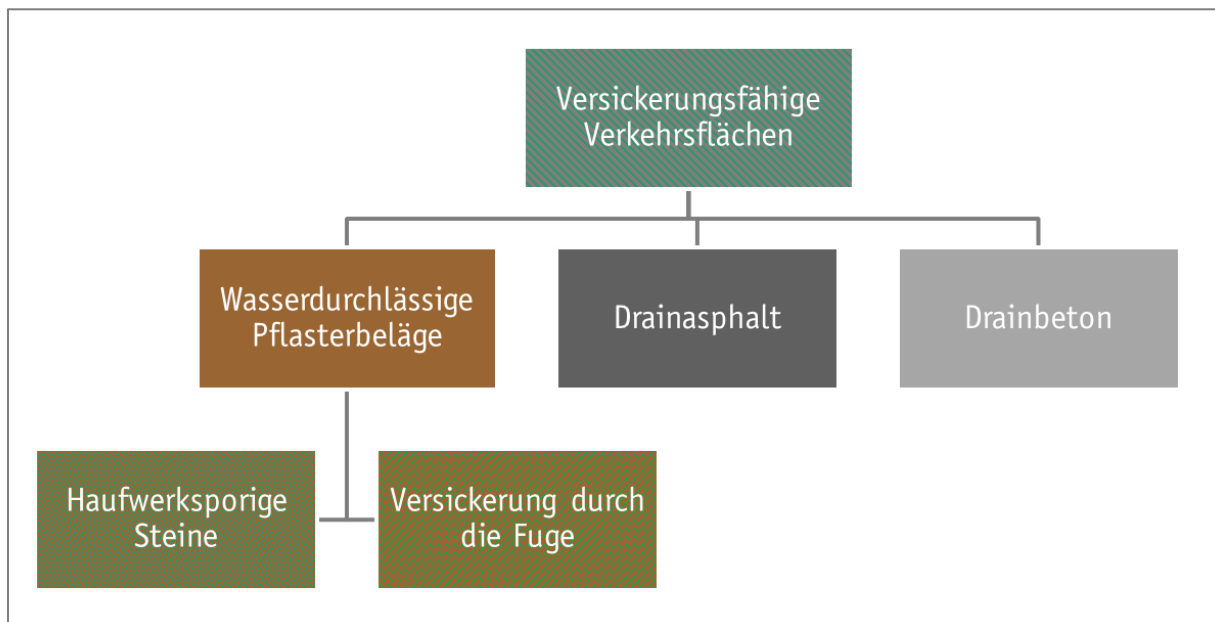 Versickerungsfähige
Verkehrsflächen
Wasserdurchlässige
Pflasterbeläge
Drainasphalt
Drainbeton
Haufwerksporige
Steine
Versickerung durch
die Fuge